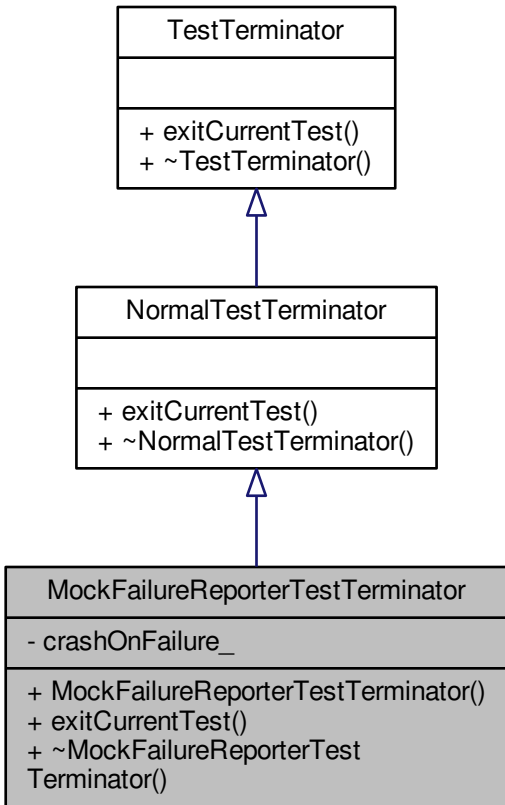 TestTerminator
+ exitCurrentTest()
+ ~TestTerminator()
NormalTestTerminator
+ exitCurrentTest()
+ ~NormalTestTerminator()
MockFailureReporterTestTerminator
- crashOnFailure_
+ MockFailureReporterTestTerminator()
+ exitCurrentTest()
+ ~MockFailureReporterTest
Terminator()